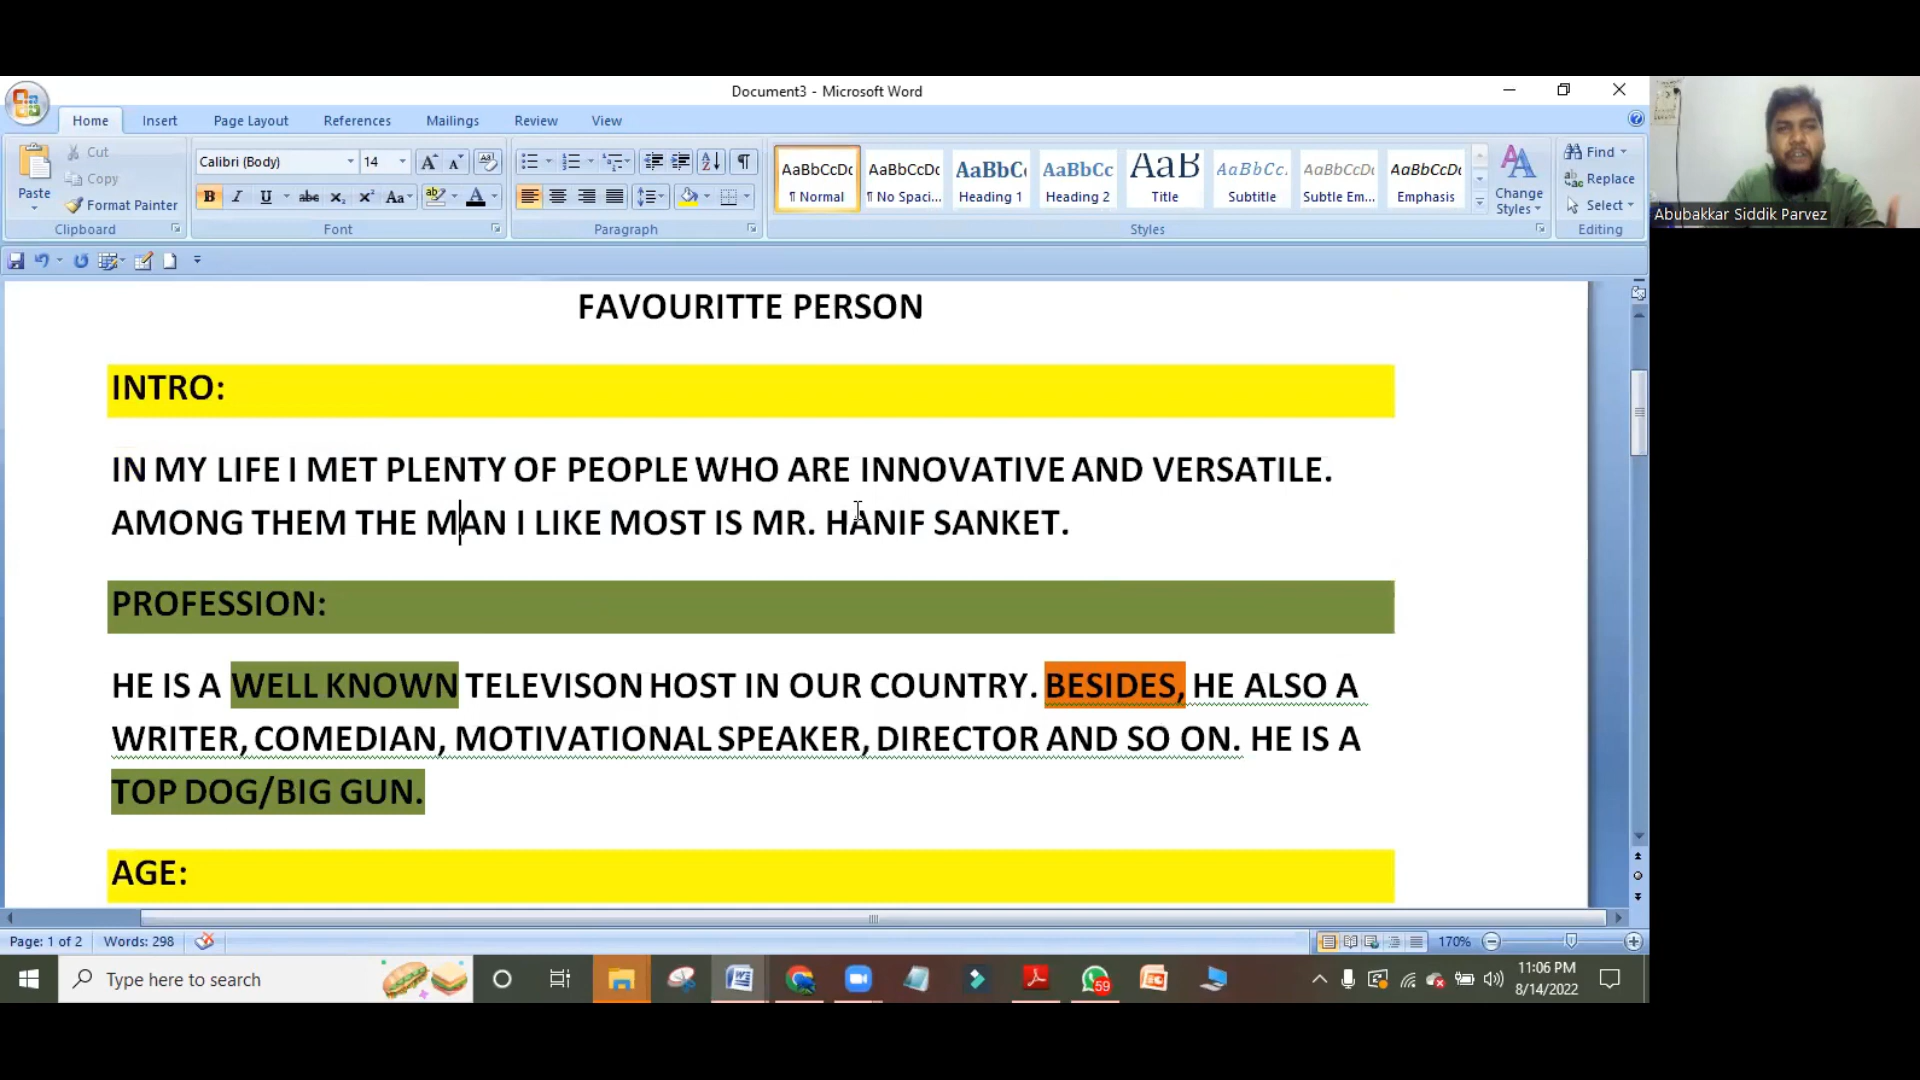 Document3 - Microsoft Word
Home Insert Page Layout References Mailings Review View
Paste
Cut
Copy
Format Painter
Clipboard
Calibri (Body) 14
B I U abc x₂ x² Aa
Font
Paragraph
AaBbCcDc AaBbCcDc AaBbC AaBbCc AaB AaBbCc. AaBbCcDc AaBbCcDc
¶ Normal ¶ No Spaci... Heading 1 Heading 2 Title Subtitle Subtle Em... Emphasis
Styles
Change Styles
Find
Replace
Select
Editing
Abubakkar Siddik Parvez
FAVOURITTE PERSON
INTRO:
IN MY LIFE I MET PLENTY OF PEOPLE WHO ARE INNOVATIVE AND VERSATILE.
AMONG THEM THE MAN I LIKE MOST IS MR. HANIF SANKET.
PROFESSION:
HE IS A WELL KNOWN TELEVISON HOST IN OUR COUNTRY. BESIDES, HE ALSO A
WRITER, COMEDIAN, MOTIVATIONAL SPEAKER, DIRECTOR AND SO ON. HE IS A
TOP DOG/BIG GUN.
AGE:
Page: 1 of 2 Words: 298 170%
Type here to search
59
11:06 PM
8/14/2022